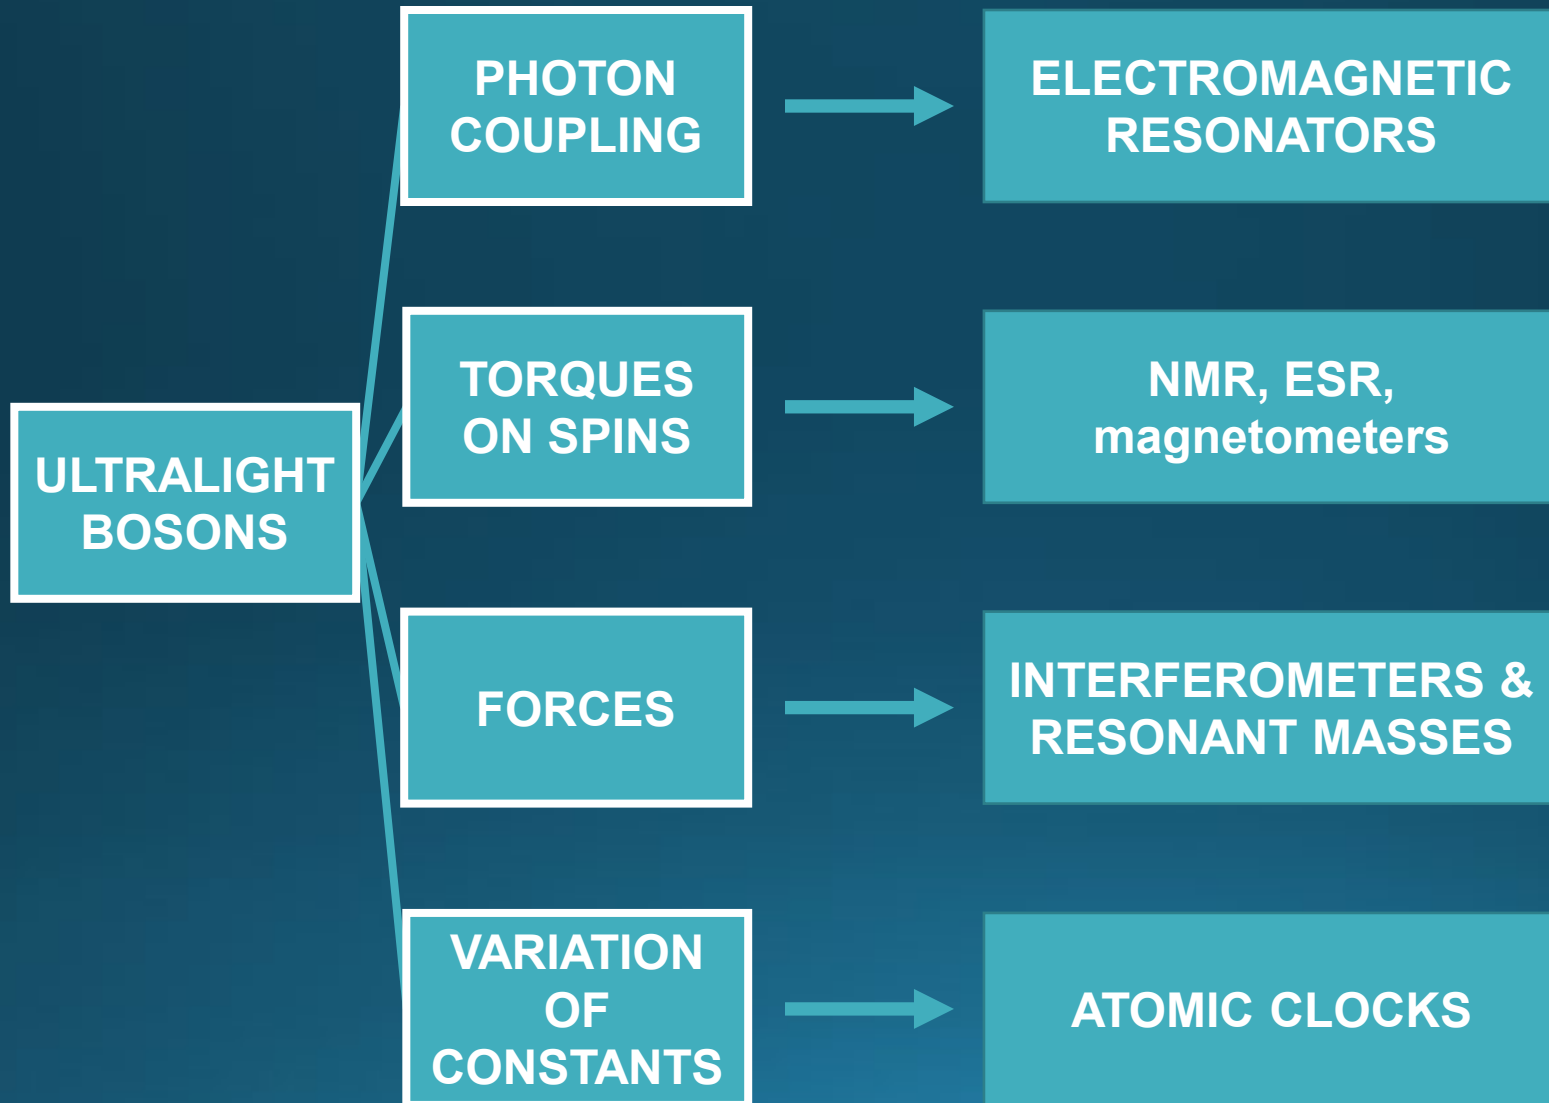 PHOTON
COUPLING
ELECTROMAGNETIC
RESONATORS
TORQUES
ON SPINS
NMR, ESR,
magnetometers
ULTRALIGHT
BOSONS
FORCES
INTERFEROMETERS &
RESONANT MASSES
VARIATION
OF
CONSTANTS
ATOMIC CLOCKS